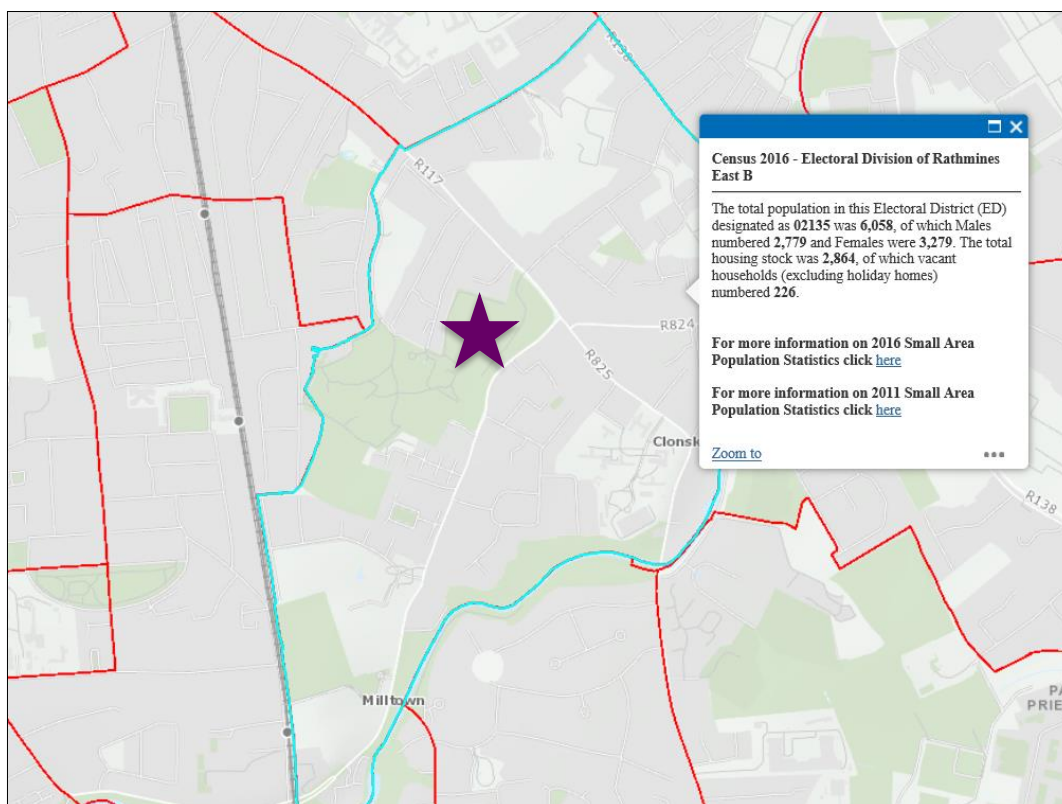 R138
R117
Census 2016 - Electoral Division of Rathmines
East B
The total population in this Electoral District (ED)
designated as 02135 was 6,058, of which Males
numbered 2,779 and Females were 3,279. The total
housing stock was 2,864, of which vacant
households (excluding holiday homes)
numbered 226.
R824
For more information on 2016 Small Area
Population Statistics click here
R825
For more information on 2011 Small Area
Population Statistics click here
Clonsk
Zoom to
R138
Milltown
PA
PRIE